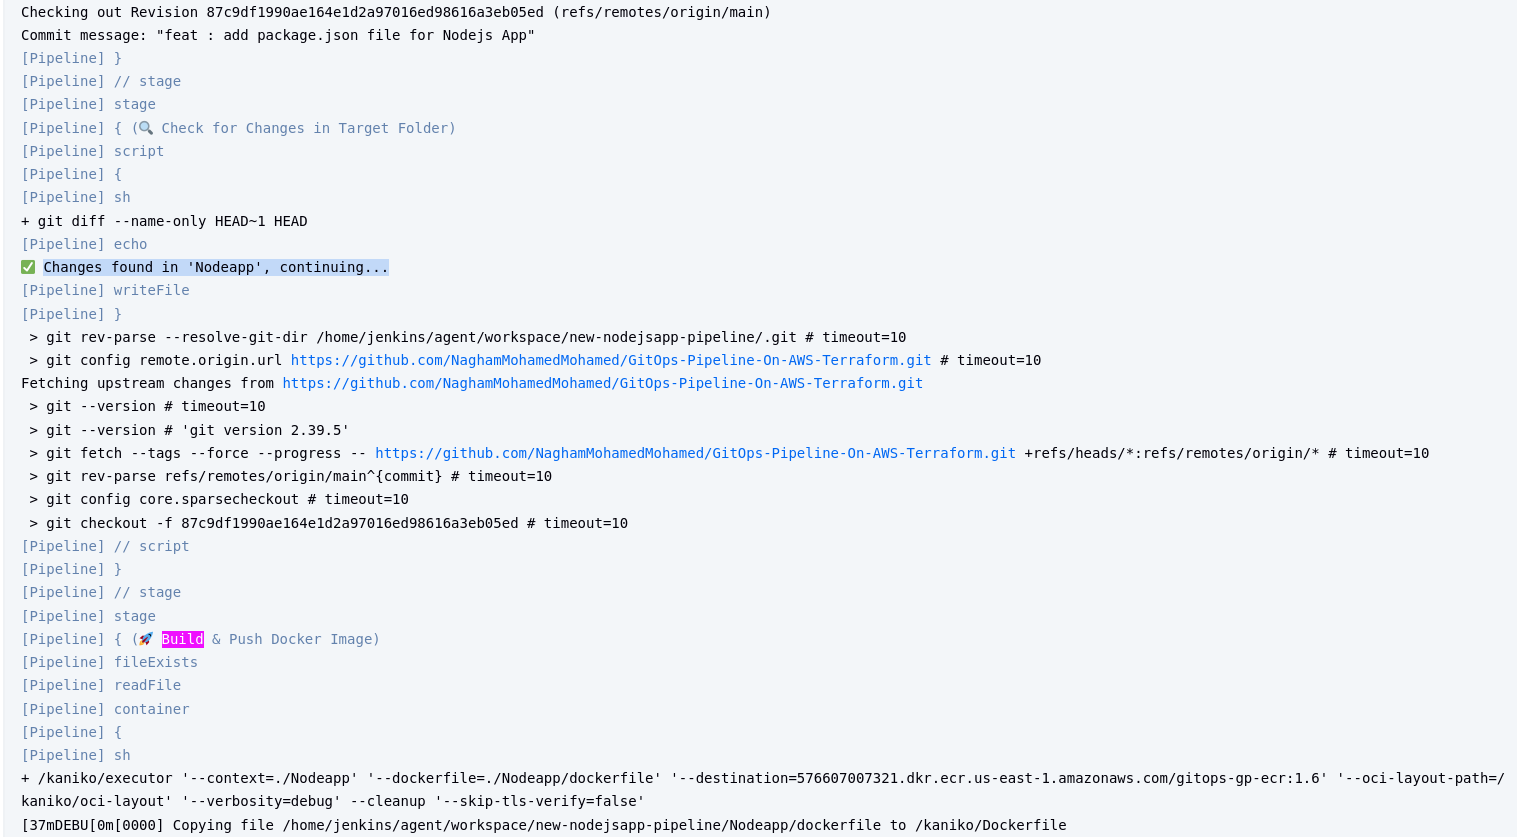 Checking out Revision 87c9df1990ae164e1d2a97016ed98616a3eb05ed (refs/remotes/origin/main)
Commit message: "feat : add package.json file for Nodejs App"
[Pipeline] }
[Pipeline] // stage
[Pipeline] stage
[Pipeline] { (🔍 Check for Changes in Target Folder)
[Pipeline] script
[Pipeline] {
[Pipeline] sh
+ git diff --name-only HEAD~1 HEAD
[Pipeline] echo
✅ Changes found in 'Nodeapp', continuing...
[Pipeline] writeFile
[Pipeline] }
 > git rev-parse --resolve-git-dir /home/jenkins/agent/workspace/new-nodejsapp-pipeline/.git # timeout=10
 > git config remote.origin.url https://github.com/NaghamMohamedMohamed/GitOps-Pipeline-On-AWS-Terraform.git # timeout=10
Fetching upstream changes from https://github.com/NaghamMohamedMohamed/GitOps-Pipeline-On-AWS-Terraform.git
 > git --version # timeout=10
 > git --version # 'git version 2.39.5'
 > git fetch --tags --force --progress -- https://github.com/NaghamMohamedMohamed/GitOps-Pipeline-On-AWS-Terraform.git +refs/heads/*:refs/remotes/origin/* # timeout=10
 > git rev-parse refs/remotes/origin/main^{commit} # timeout=10
 > git config core.sparsecheckout # timeout=10
 > git checkout -f 87c9df1990ae164e1d2a97016ed98616a3eb05ed # timeout=10
[Pipeline] // script
[Pipeline] }
[Pipeline] // stage
[Pipeline] stage
[Pipeline] { (🚀 Build & Push Docker Image)
[Pipeline] fileExists
[Pipeline] readFile
[Pipeline] container
[Pipeline] {
[Pipeline] sh
+ /kaniko/executor '--context=./Nodeapp' '--dockerfile=./Nodeapp/dockerfile' '--destination=576607007321.dkr.ecr.us-east-1.amazonaws.com/gitops-gp-ecr:1.6' '--oci-layout-path=/
kaniko/oci-layout' '--verbosity=debug' --cleanup '--skip-tls-verify=false'
[37mDEBU[0m[0000] Copying file /home/jenkins/agent/workspace/new-nodejsapp-pipeline/Nodeapp/dockerfile to /kaniko/Dockerfile